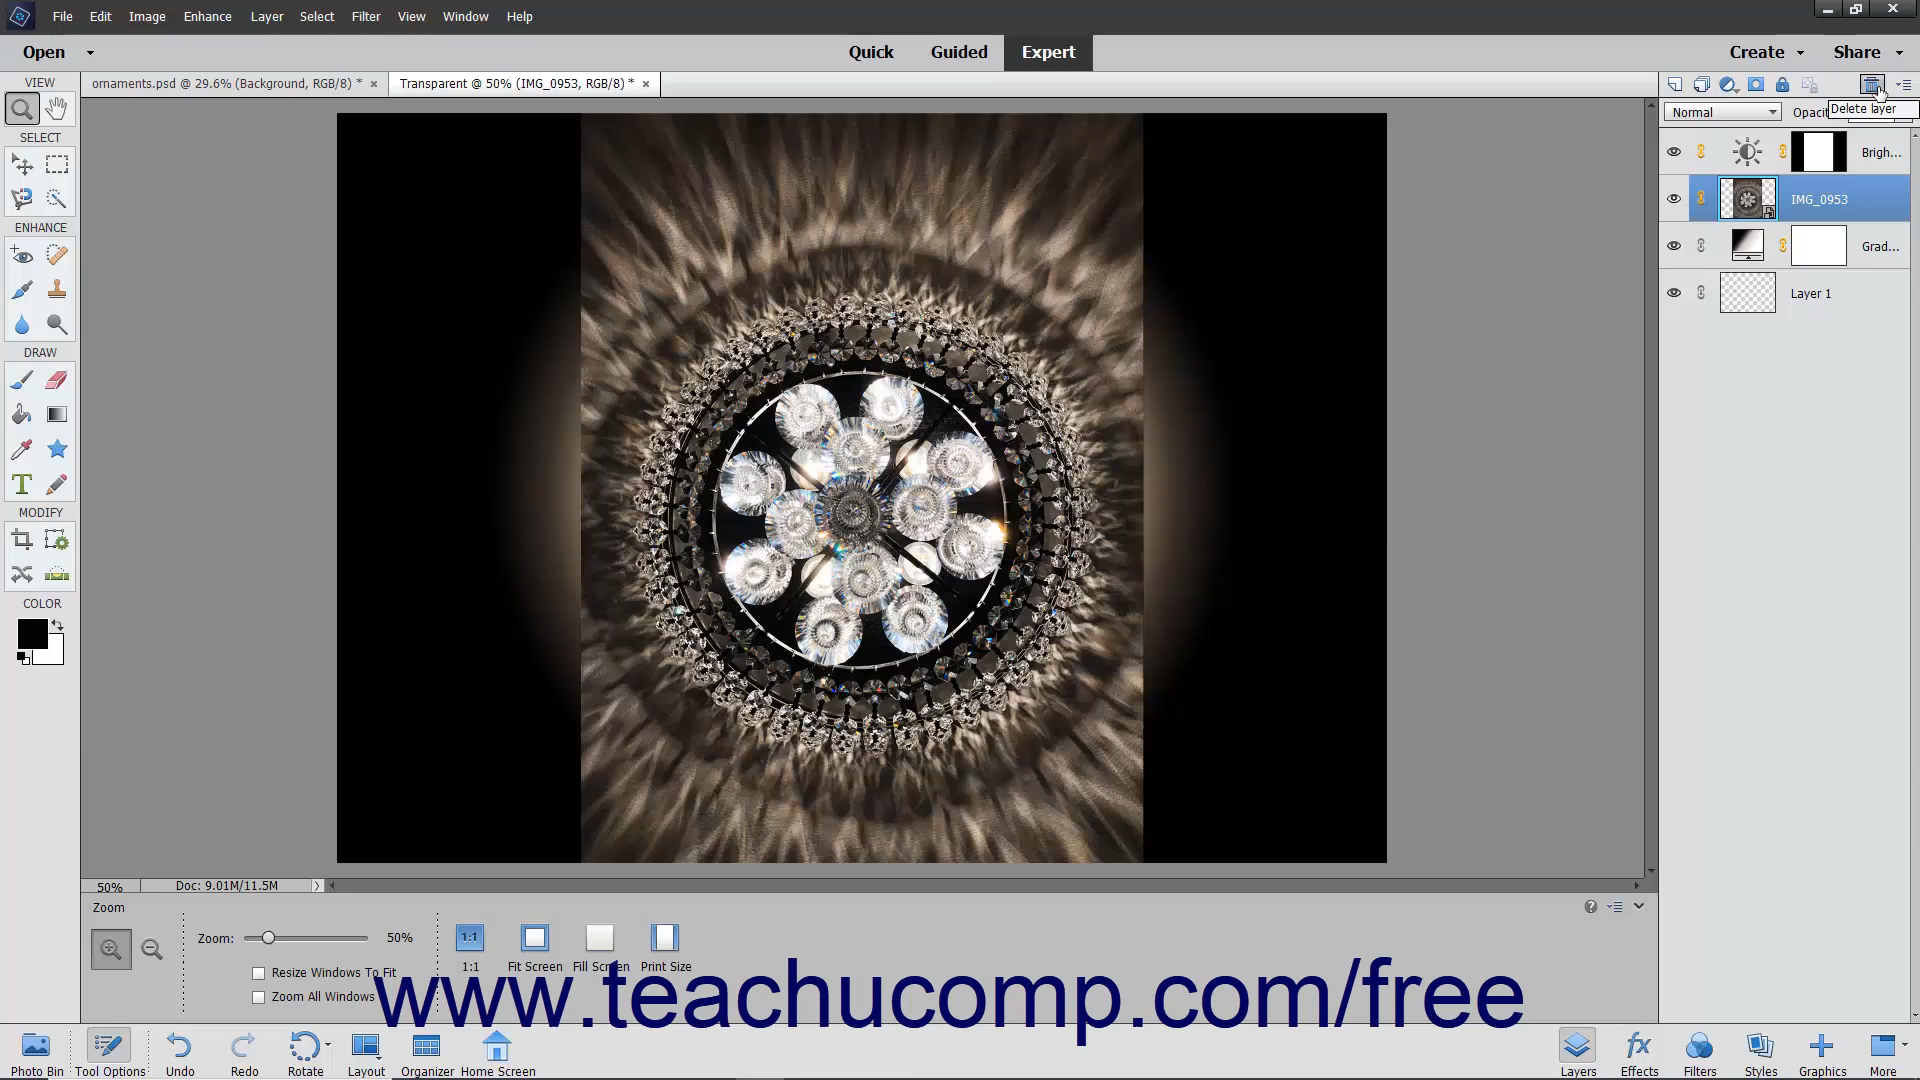 File Edit Image Enhance Layer Select Filter View Window Help
Open Quick Guided Expert Create Share
VIEW
ornaments.psd @ 29.6% (Background, RGB/8) * × Transparent @ 50% (IMG_0953, RGB/8) * ×
Delete layer
Normal Opaci
SELECT
Brigh...
IMG_0953
ENHANCE
Grad...
Layer 1
DRAW
T
MODIFY
COLOR
50% Doc: 9.01M/11.5M
Zoom
Zoom: 50%
1:1
1:1 Fit Screen Fill Screen Print Size
Resize Windows To Fit
Zoom All Windows
www.teachucomp.com/free
fx
Photo Bin Tool Options Undo Redo Rotate Layout Organizer Home Screen Layers Effects Filters Styles Graphics More